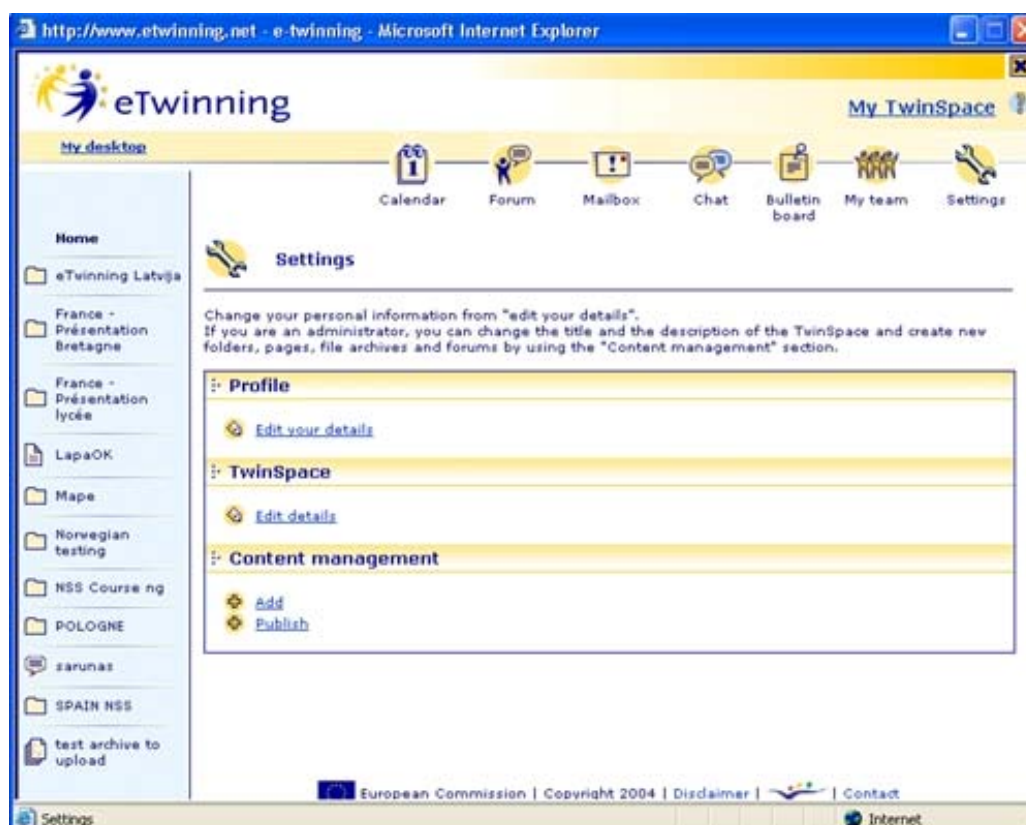 http://www.etwinning.net - e-twinning - Microsoft Internet Explorer
eTwinning
My TwinSpace
My desktop
1
Calendar
Forum
Mailbox
Chat
Bulletin
board
My team
Settings
Home
eTwinning Latvija
France -
Présentation
Bretagne
France -
Présentation
lycée
LapaOK
Mape
Norwegian
testing
NSS Course ng
POLOGNE
sarunas
SPAIN NSS
test archive to
upload
Settings
Change your personal information from "edit your details".
If you are an administrator, you can change the title and the description of the TwinSpace and create new
folders, pages, file archives and forums by using the "Content management" section.
Profile
Edit your details
TwinSpace
Edit details
Content management
Add
Publish
European Commission | Copyright 2004 | Disclaimer | | Contact
Settings
Internet